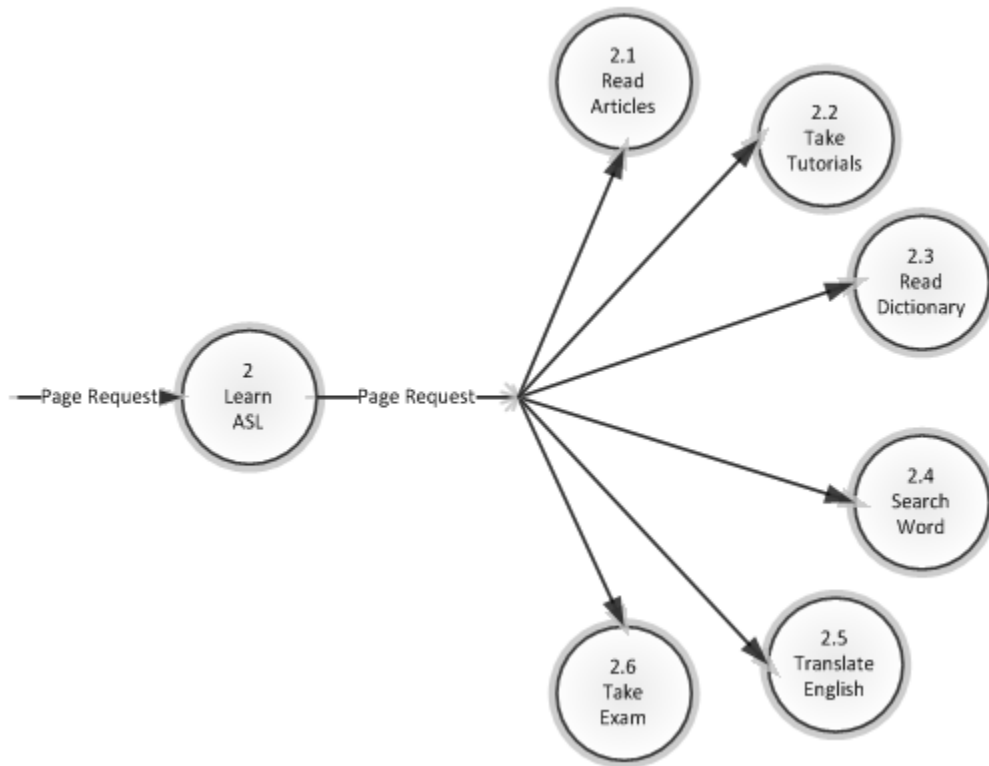 2.1
Read
Articles
2.2
Take
Tutorials
2.3
Read
Dictionary
Page Request
2
Learn
ASL
Page Request
2.4
Search
Word
2.5
Translate
English
2.6
Take
Exam